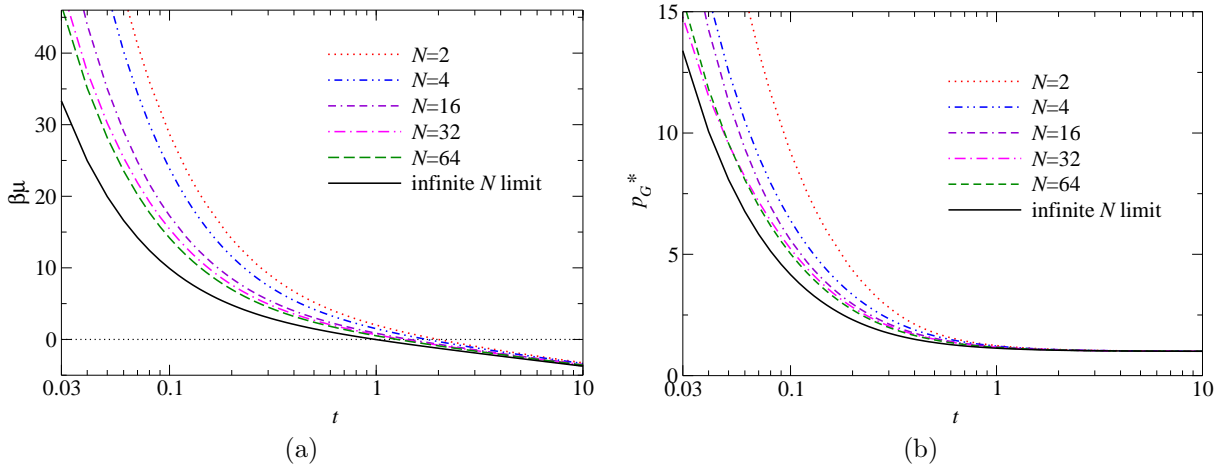 40
30
20
10
0
βμ
N=2
N=4
N=16
N=32
N=64
infinite N limit
0.03 0.1 1 10
t
(a)
15
10
5
0
p_G*
N=2
N=4
N=16
N=32
N=64
infinite N limit
0.03 0.1 1 10
t
(b)